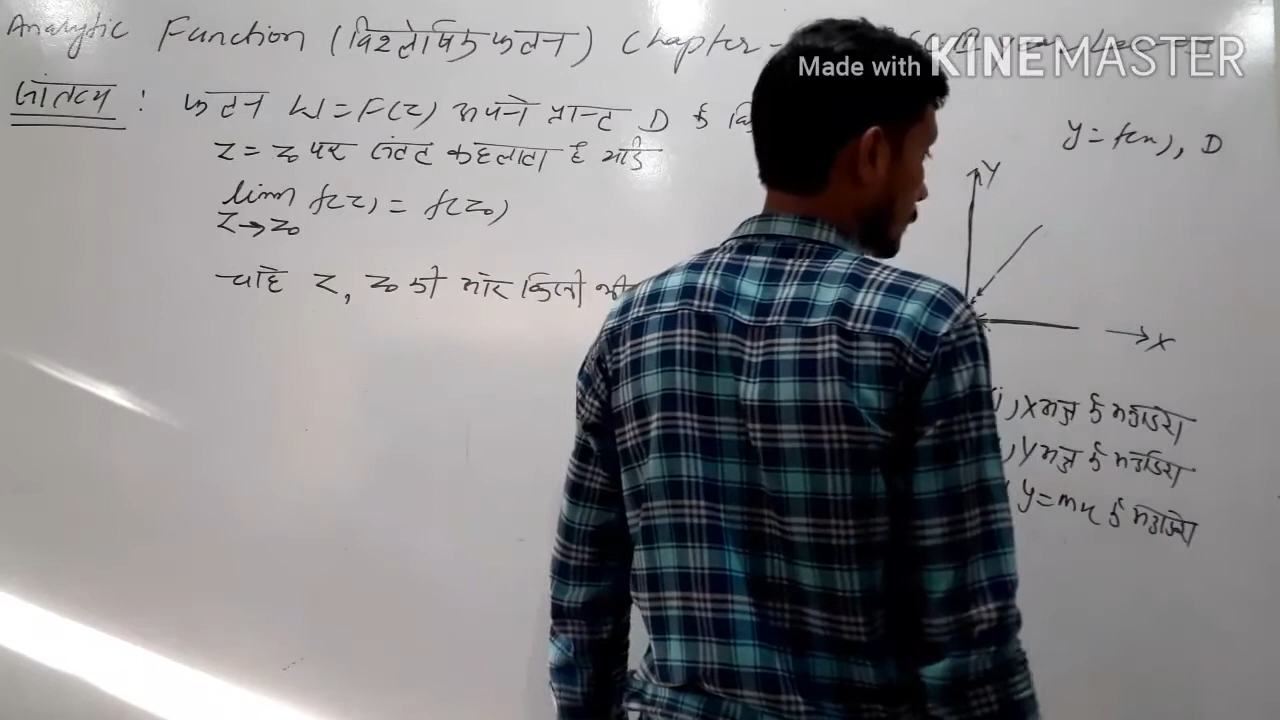 Analytic Function (विश्लेषिक फलन) Chapter -
Made with KINEMASTER
सांतत्य : फलन W = F(z) अपने प्रान्त D के
z = z₀ पर संतत कहलाता है यदि
lim f(z) = f(z₀)
z→z₀
चाहे z, z₀ की ओर किसी भी
y = f(x), D
Y
→X
i) X अक्ष के अनुदिश
) Y अक्ष के अनुदिश
y = mx के अनुदिश